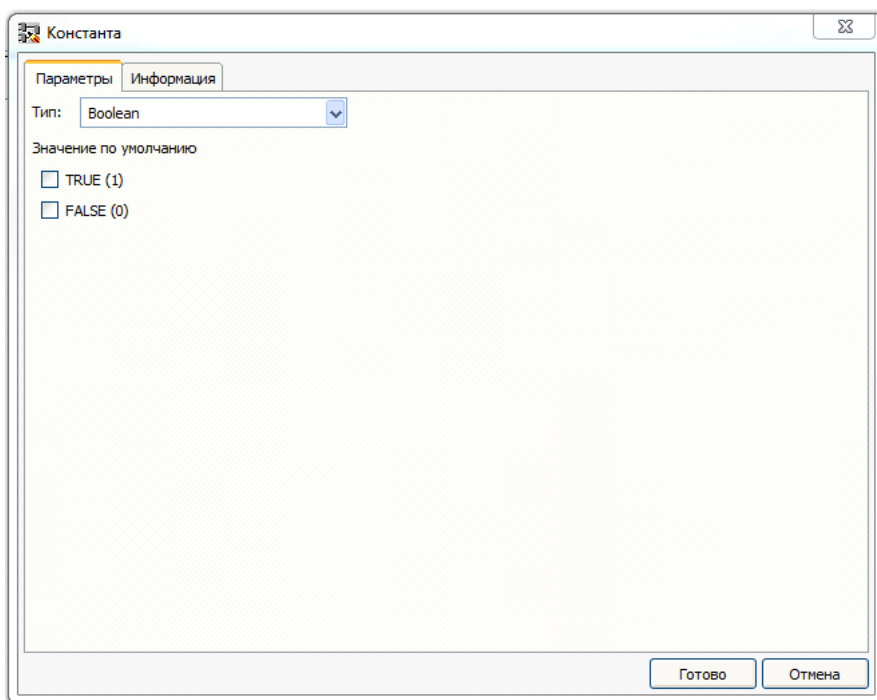 Константа
Параметры Информация
Тип: Boolean
Значение по умолчанию
TRUE (1)
FALSE (0)
Готово Отмена